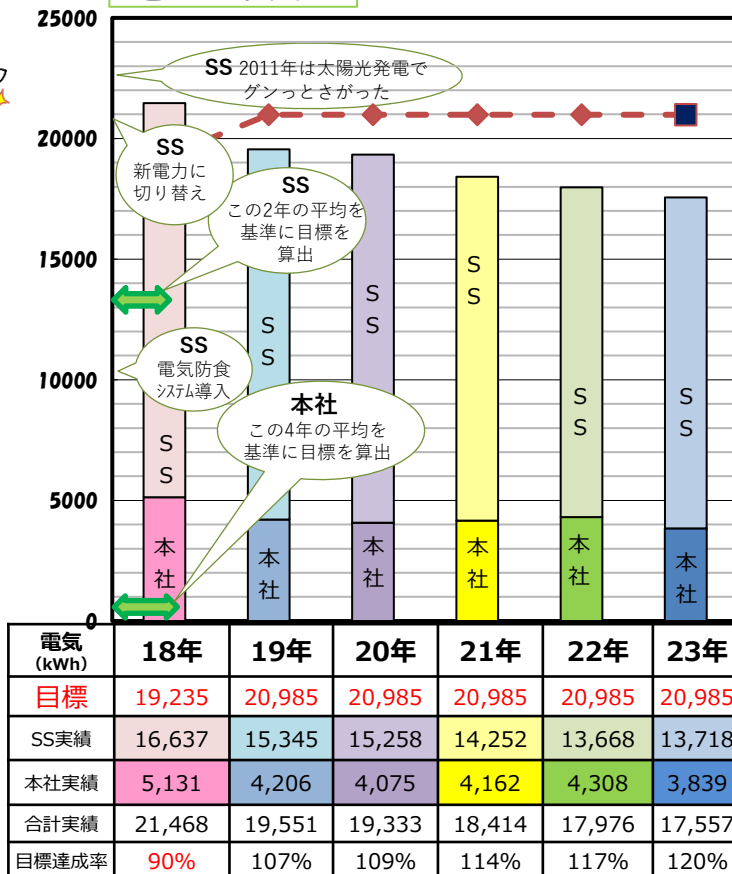 25000
20000
15000
10000
5000
0
SS 2011年は太陽光発電で
グンっとさがった
SS
新電力に
切り替え
SS
この2年の平均を
基準に目標を
算出
SS
電気防食
システム導入
本社
この4年の平均を
基準に目標を算出
SS
本社
SS
本社
SS
本社
SS
本社
SS
本社
SS
本社
電気
(kWh) 18年 19年 20年 21年 22年 23年
目標 19,235 20,985 20,985 20,985 20,985 20,985
SS実績 16,637 15,345 15,258 14,252 13,668 13,718
本社実績 5,131 4,206 4,075 4,162 4,308 3,839
合計実績 21,468 19,551 19,333 18,414 17,976 17,557
目標達成率 90% 107% 109% 114% 117% 120%